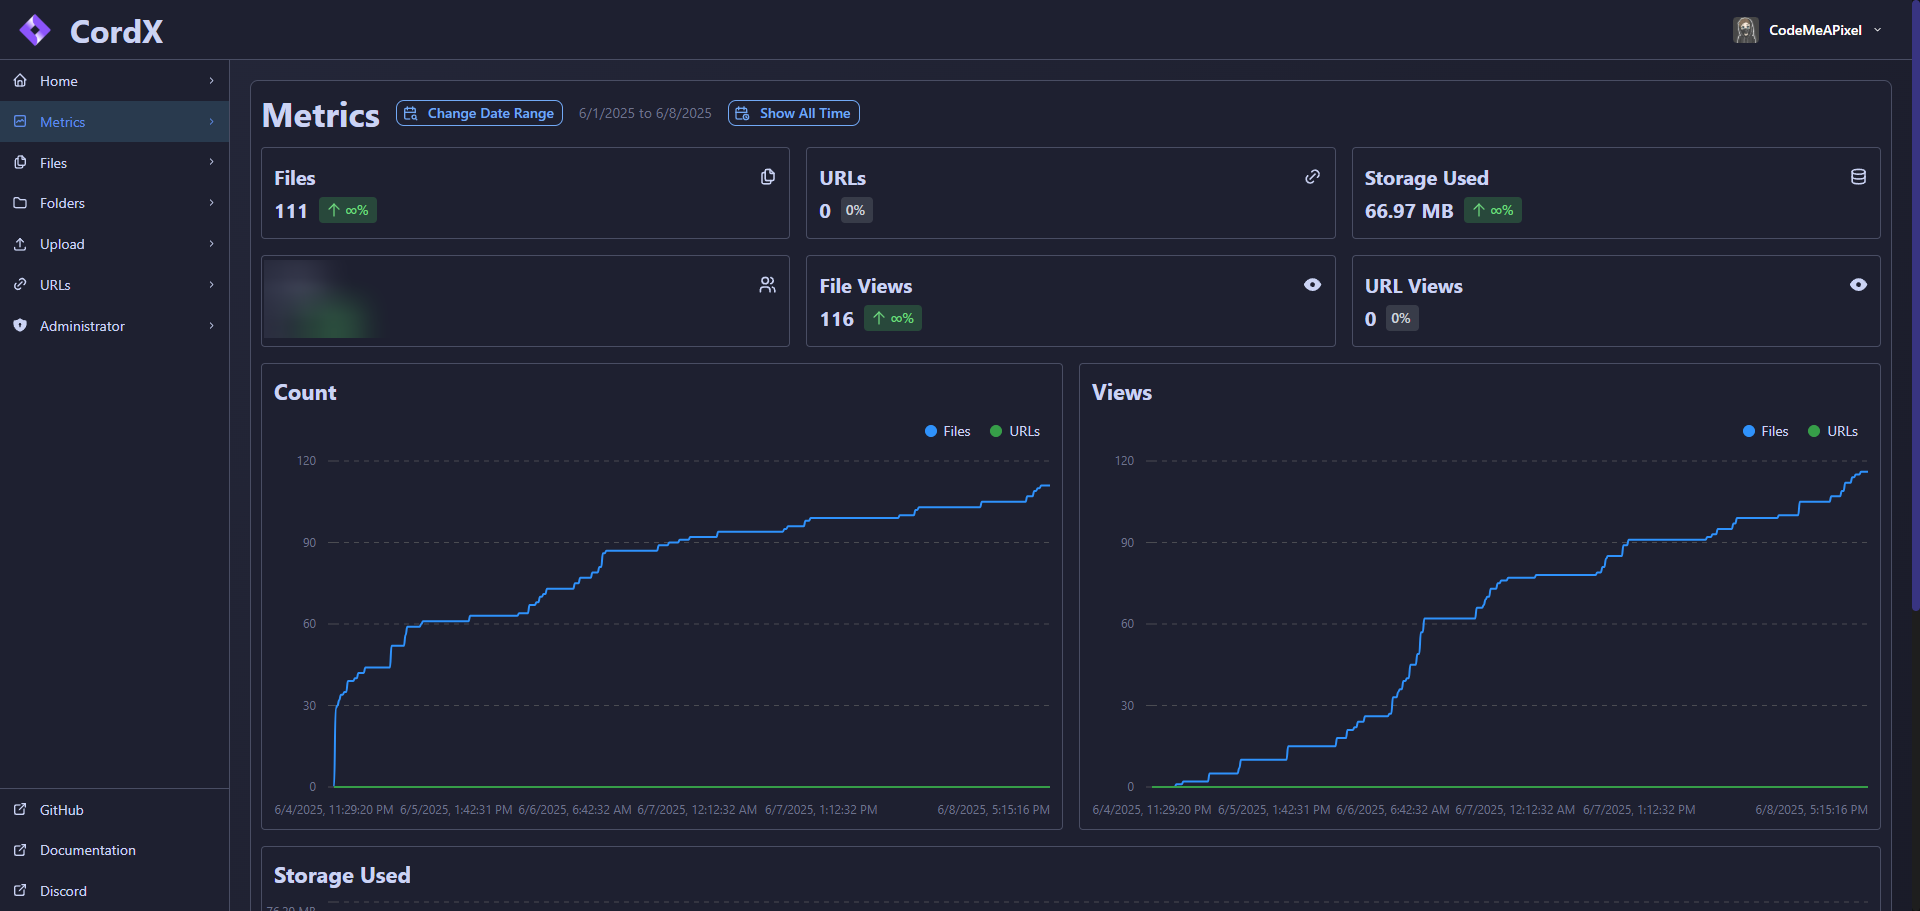 CordX
CodeMeAPixel
Home
Metrics
Files
Folders
Upload
URLs
Administrator
GitHub
Documentation
Discord
Metrics
Change Date Range
6/1/2025 to 6/8/2025
Show All Time
Files
111 ↑ ∞%
URLs
0 0%
Storage Used
66.97 MB ↑ ∞%
File Views
116 ↑ ∞%
URL Views
0 0%
Count
Files URLs
120
90
60
30
0
6/4/2025, 11:29:20 PM 6/5/2025, 1:42:31 PM 6/6/2025, 6:42:32 AM 6/7/2025, 12:12:32 AM 6/7/2025, 1:12:32 PM 6/8/2025, 5:15:16 PM
Views
Files URLs
120
90
60
30
0
6/4/2025, 11:29:20 PM 6/5/2025, 1:42:31 PM 6/6/2025, 6:42:32 AM 6/7/2025, 12:12:32 AM 6/7/2025, 1:12:32 PM 6/8/2025, 5:15:16 PM
Storage Used